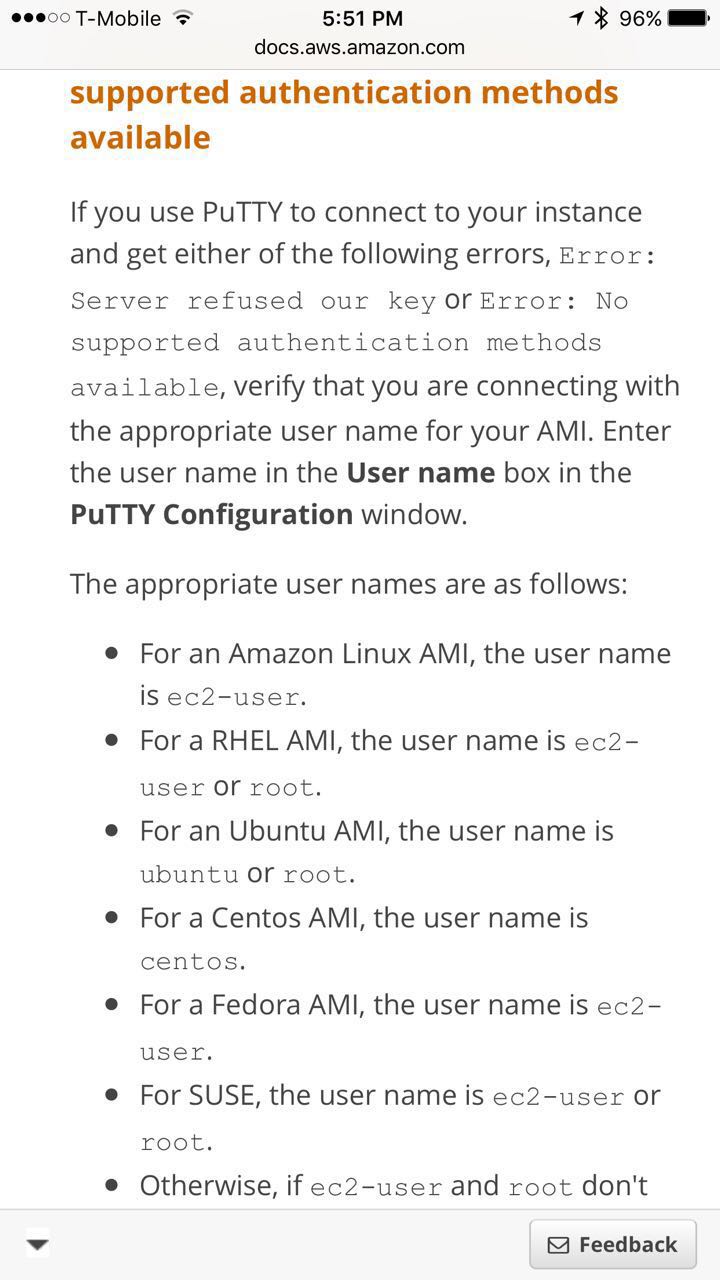 T-Mobile 5:51 PM 96%
docs.aws.amazon.com
supported authentication methods
available
If you use PuTTY to connect to your instance
and get either of the following errors, Error:
Server refused our key or Error: No
supported authentication methods
available, verify that you are connecting with
the appropriate user name for your AMI. Enter
the user name in the User name box in the
PuTTY Configuration window.
The appropriate user names are as follows:
• For an Amazon Linux AMI, the user name
is ec2-user.
• For a RHEL AMI, the user name is ec2-
user or root.
• For an Ubuntu AMI, the user name is
ubuntu or root.
• For a Centos AMI, the user name is
centos.
• For a Fedora AMI, the user name is ec2-
user.
• For SUSE, the user name is ec2-user or
root.
• Otherwise, if ec2-user and root don't
Feedback